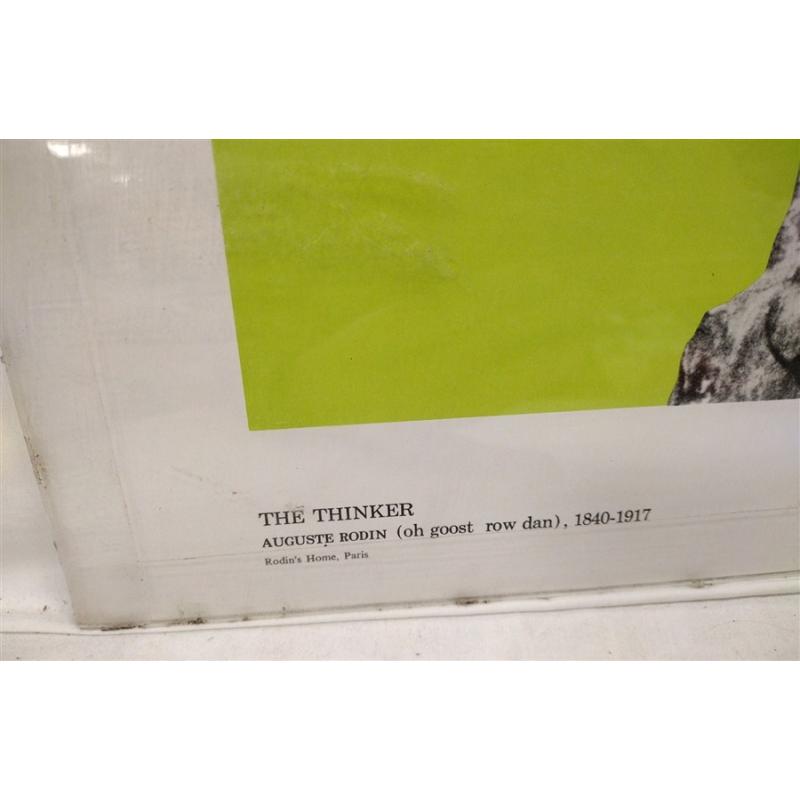 THE THINKER
AUGUSTE RODIN (oh goost row dan), 1840-1917
Rodin's Home, Paris